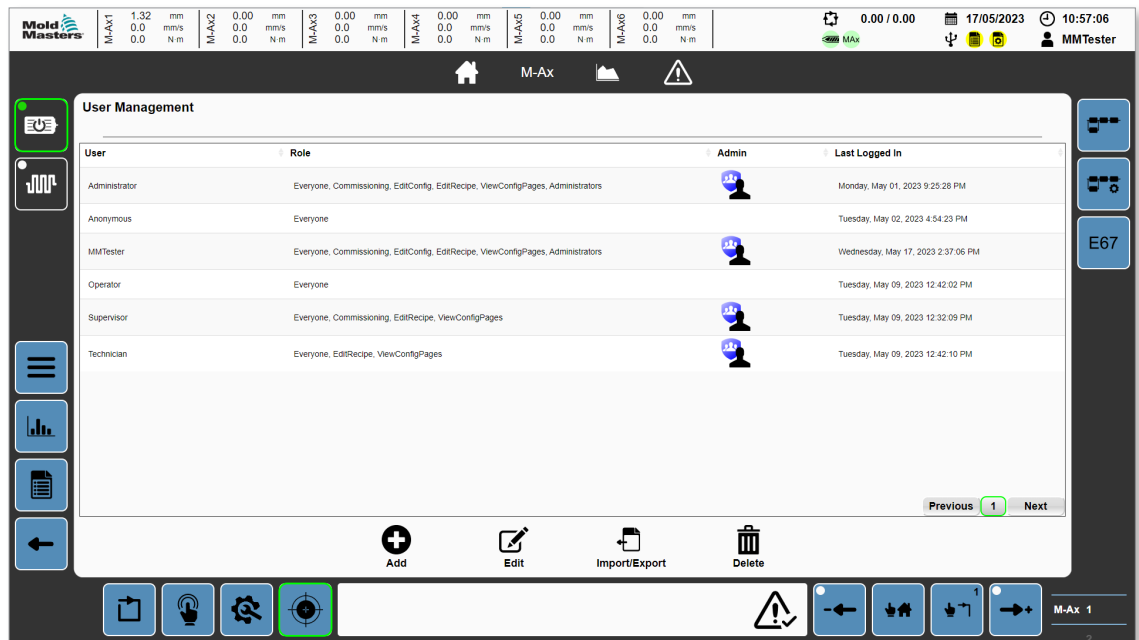 Mold
Masters
M-Ax1 1.32 mm
0.0 mm/s
0.0 N·m
M-Ax2 0.00 mm
0.0 mm/s
0.0 N·m
M-Ax3 0.00 mm
0.0 mm/s
0.0 N·m
M-Ax4 0.00 mm
0.0 mm/s
0.0 N·m
M-Ax5 0.00 mm
0.0 mm/s
0.0 N·m
M-Ax6 0.00 mm
0.0 mm/s
0.0 N·m
0.00 / 0.00 17/05/2023 10:57:06
MAx MMTester
M-Ax
User Management
User Role Admin Last Logged In
Administrator Everyone, Commissioning, EditConfig, EditRecipe, ViewConfigPages, Administrators Monday, May 01, 2023 9:25:28 PM
Anonymous Everyone Tuesday, May 02, 2023 4:54:23 PM
MMTester Everyone, Commissioning, EditConfig, EditRecipe, ViewConfigPages, Administrators Wednesday, May 17, 2023 2:37:06 PM
Operator Everyone Tuesday, May 09, 2023 12:42:02 PM
Supervisor Everyone, Commissioning, EditRecipe, ViewConfigPages Tuesday, May 09, 2023 12:32:09 PM
Technician Everyone, EditRecipe, ViewConfigPages Tuesday, May 09, 2023 12:42:10 PM
E67
Previous 1 Next
Add Edit Import/Export Delete
1
M-Ax 1